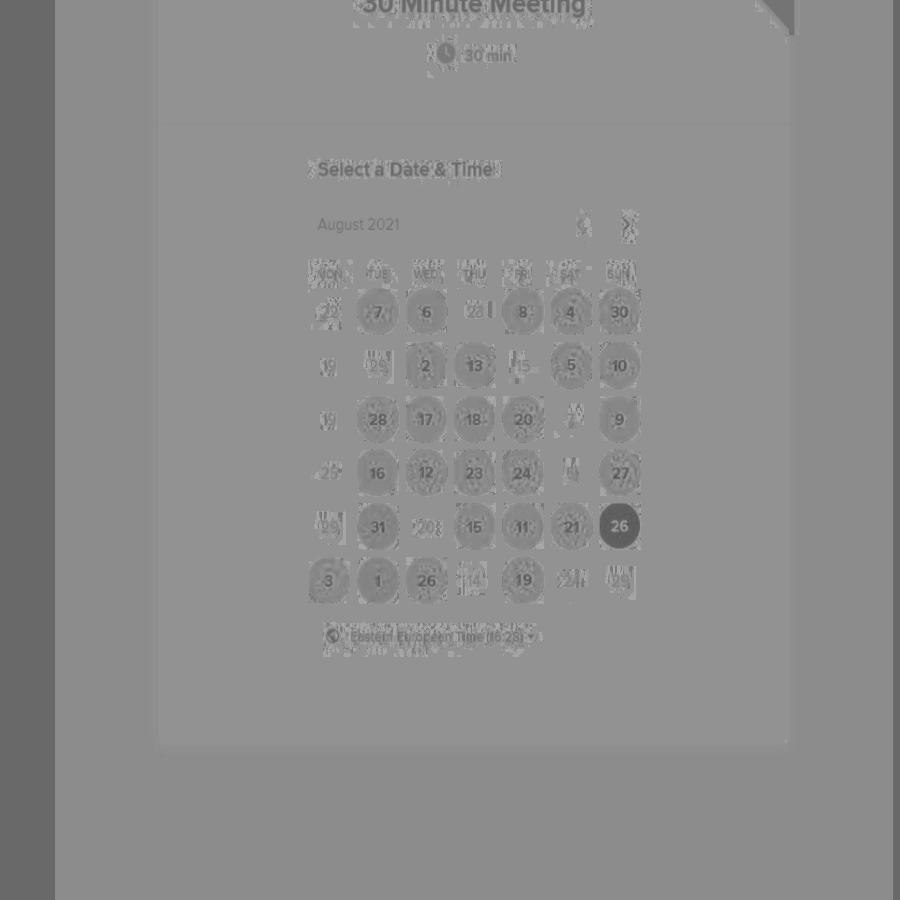 30 Minute Meeting
30 min
Select a Date & Time
August 2021
MON TUE WED THU FRI SAT SUN
22 7 6 23 8 4 30
19 29 2 13 15 5 10
19 28 17 18 20 7 9
25 16 12 23 24 27
29 31 20 15 11 21 26
3 1 26 14 19 24 29
Eastern European Time (16:28)